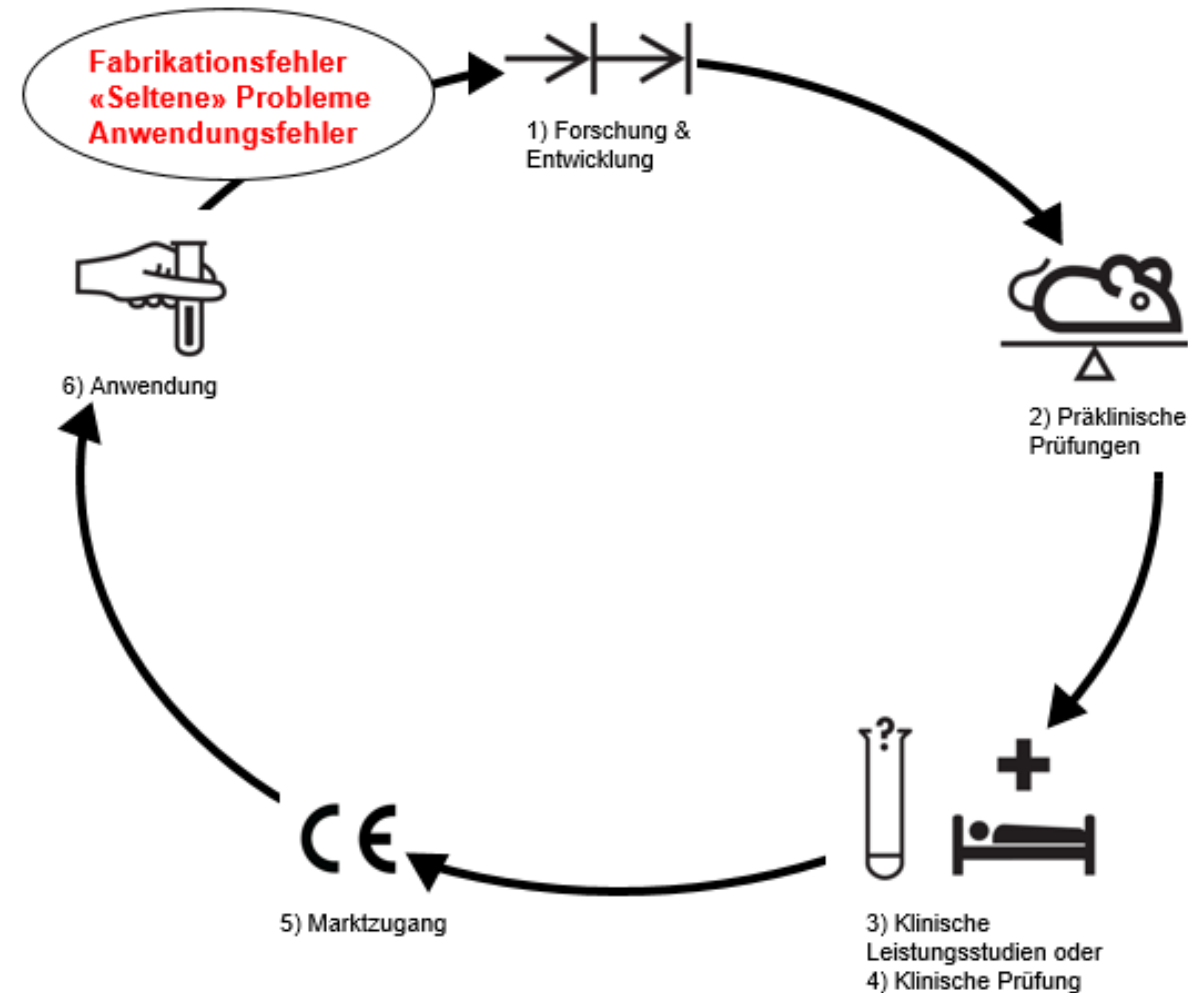 Fabrikationsfehler
«Seltene» Probleme
Anwendungsfehler
1) Forschung &
Entwicklung
2) Präklinische
Prüfungen
?
3) Klinische
Leistungsstudien oder
4) Klinische Prüfung
CE
5) Marktzugang
6) Anwendung